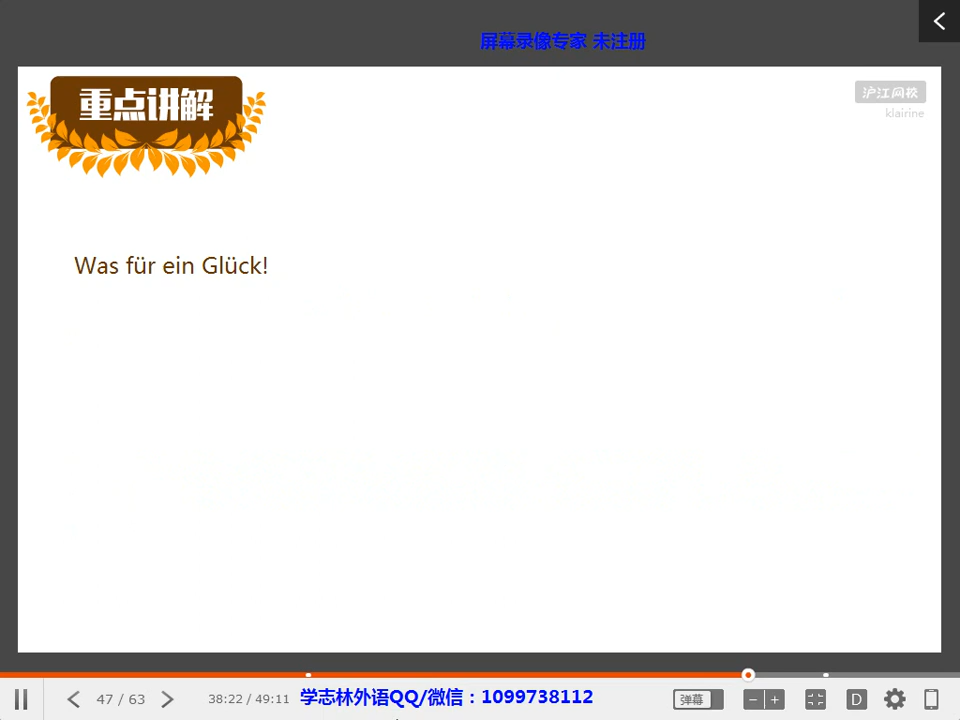 屏幕录像专家 未注册
重点讲解
沪江网校
klairine
Was für ein Glück!
47 / 63
38:22 / 49:11
学志林外语QQ/微信：1099738112
弹幕
D